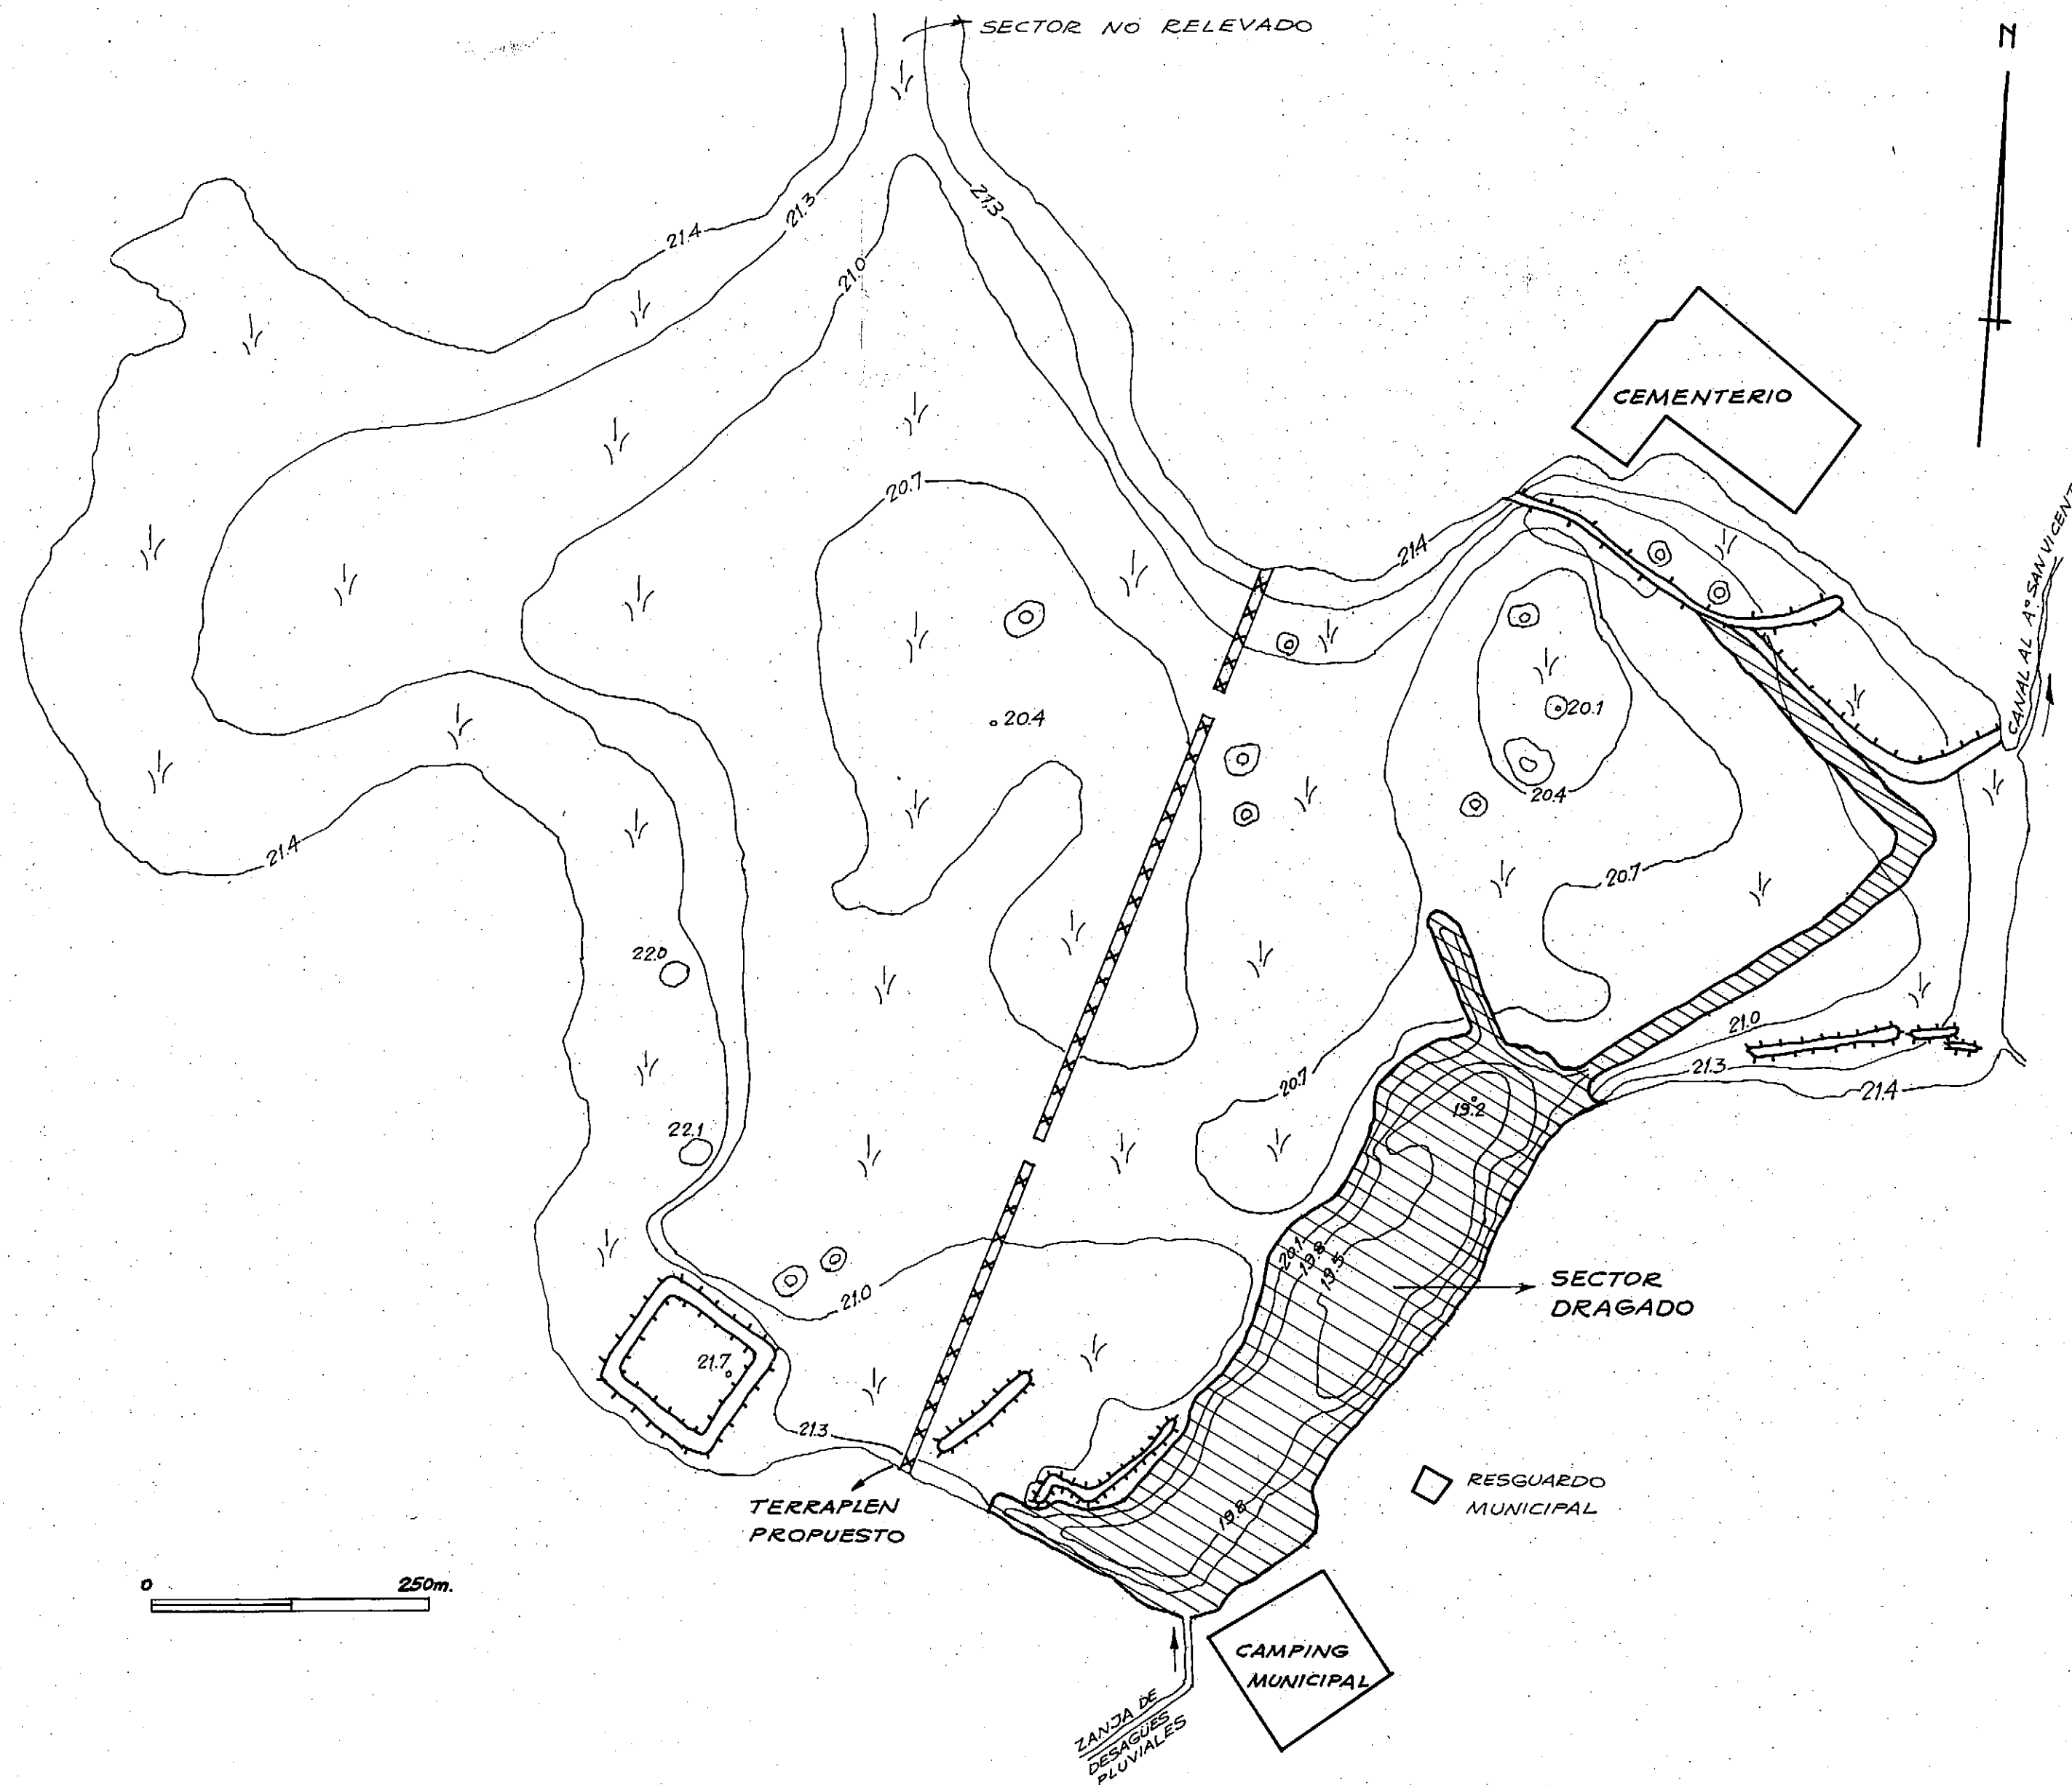 SECTOR NO RELEVADO
N
21.3
21.3
21.4
21.0
CEMENTERIO
20.7
21.4
CANAL AL Aº SAN VICENT
20.4
20.1
20.4
21.4
20.7
22.0
21.0
21.3
20.7
21.4
19.2
22.1
20.1
19.8
19.5
SECTOR
DRAGADO
21.0
21.7
21.3
RESGUARDO
MUNICIPAL
TERRAPLEN
PROPUESTO
19.8
0 250m.
CAMPING
MUNICIPAL
ZANJA DE
DESAGÜES
PLUVIALES